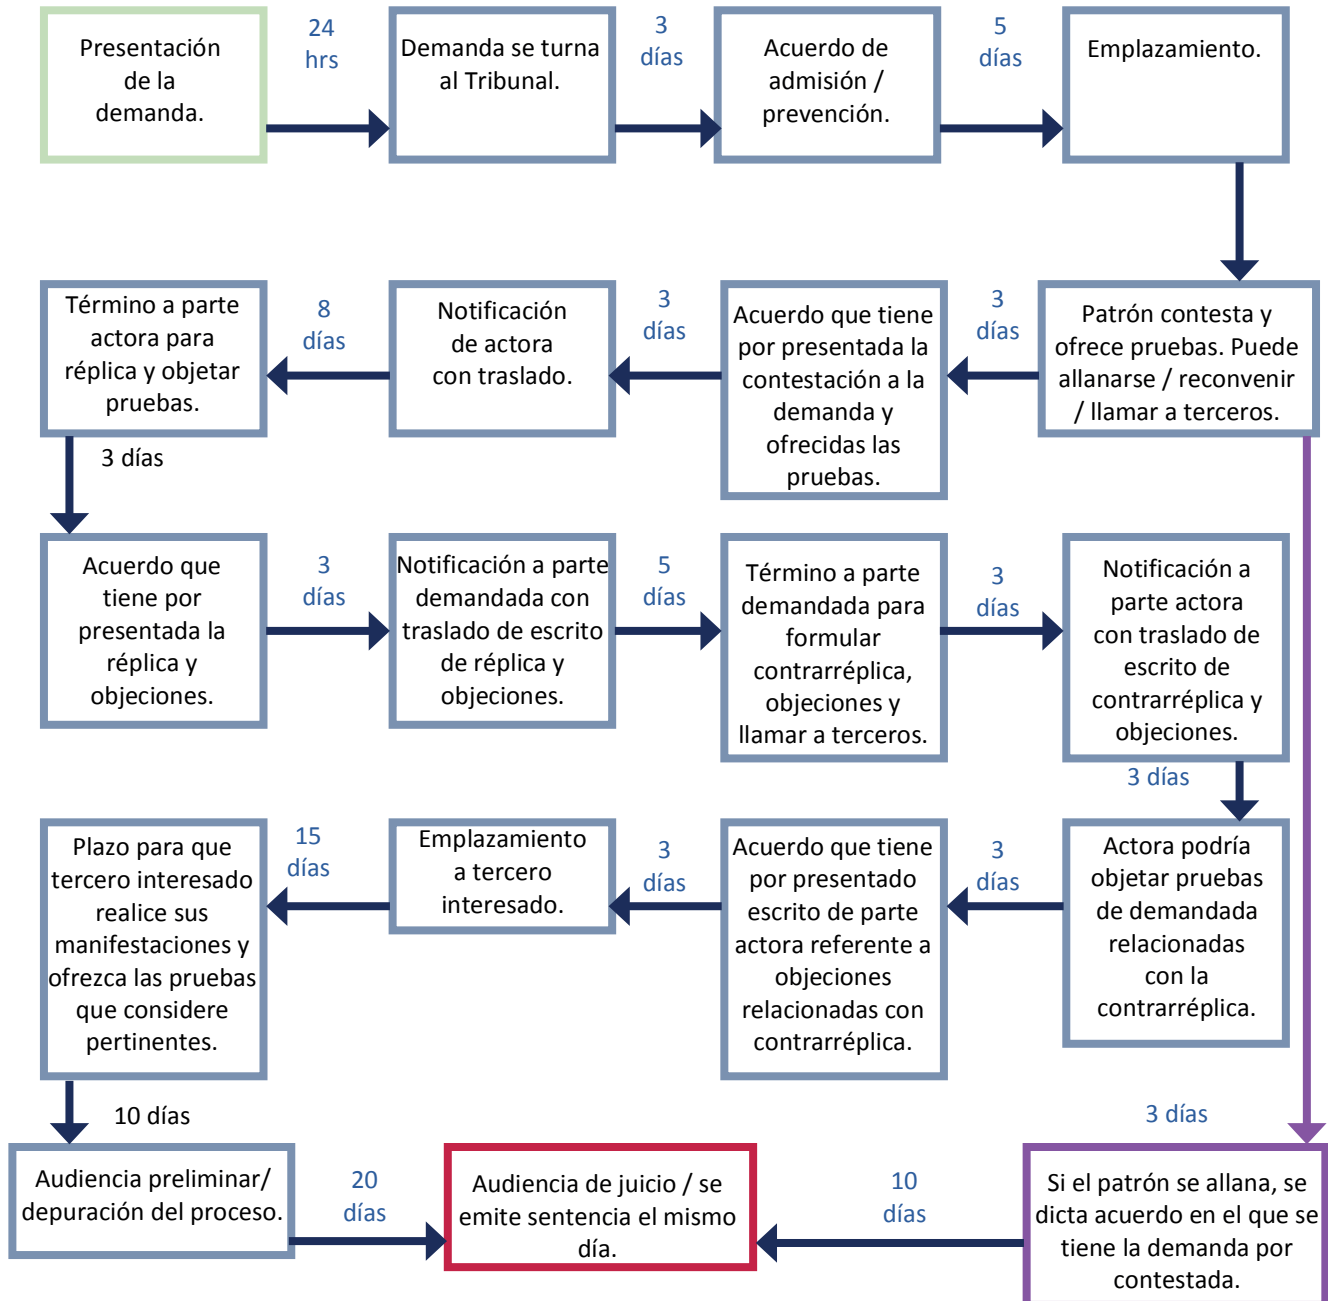 Presentación
de la
demanda.
24
hrs
Demanda se turna
al Tribunal.
3
días
Acuerdo de
admisión /
prevención.
5
días
Emplazamiento.
Patrón contesta y
ofrece pruebas. Puede
allanarse / reconvenir
/ llamar a terceros.
3
días
Acuerdo que tiene
por presentada la
contestación a la
demanda y
ofrecidas las
pruebas.
3
días
Notificación
de actora
con traslado.
8
días
Término a parte
actora para
réplica y objetar
pruebas.
3 días
Acuerdo que
tiene por
presentada la
réplica y
objeciones.
3
días
Notificación a parte
demandada con
traslado de escrito
de réplica y
objeciones.
5
días
Término a parte
demandada para
formular
contrarréplica,
objeciones y
llamar a terceros.
3
días
Notificación a
parte actora
con traslado de
escrito de
contrarréplica y
objeciones.
3 días
Actora podría
objetar pruebas
de demandada
relacionadas
con la
contrarréplica.
3
días
Acuerdo que tiene
por presentado
escrito de parte
actora referente a
objeciones
relacionadas con
contrarréplica.
3
días
Emplazamiento
a tercero
interesado.
15
días
Plazo para que
tercero interesado
realice sus
manifestaciones y
ofrezca las pruebas
que considere
pertinentes.
10 días
Audiencia preliminar/
depuración del proceso.
20
días
Audiencia de juicio / se
emite sentencia el mismo
día.
10
días
3 días
Si el patrón se allana, se
dicta acuerdo en el que se
tiene la demanda por
contestada.